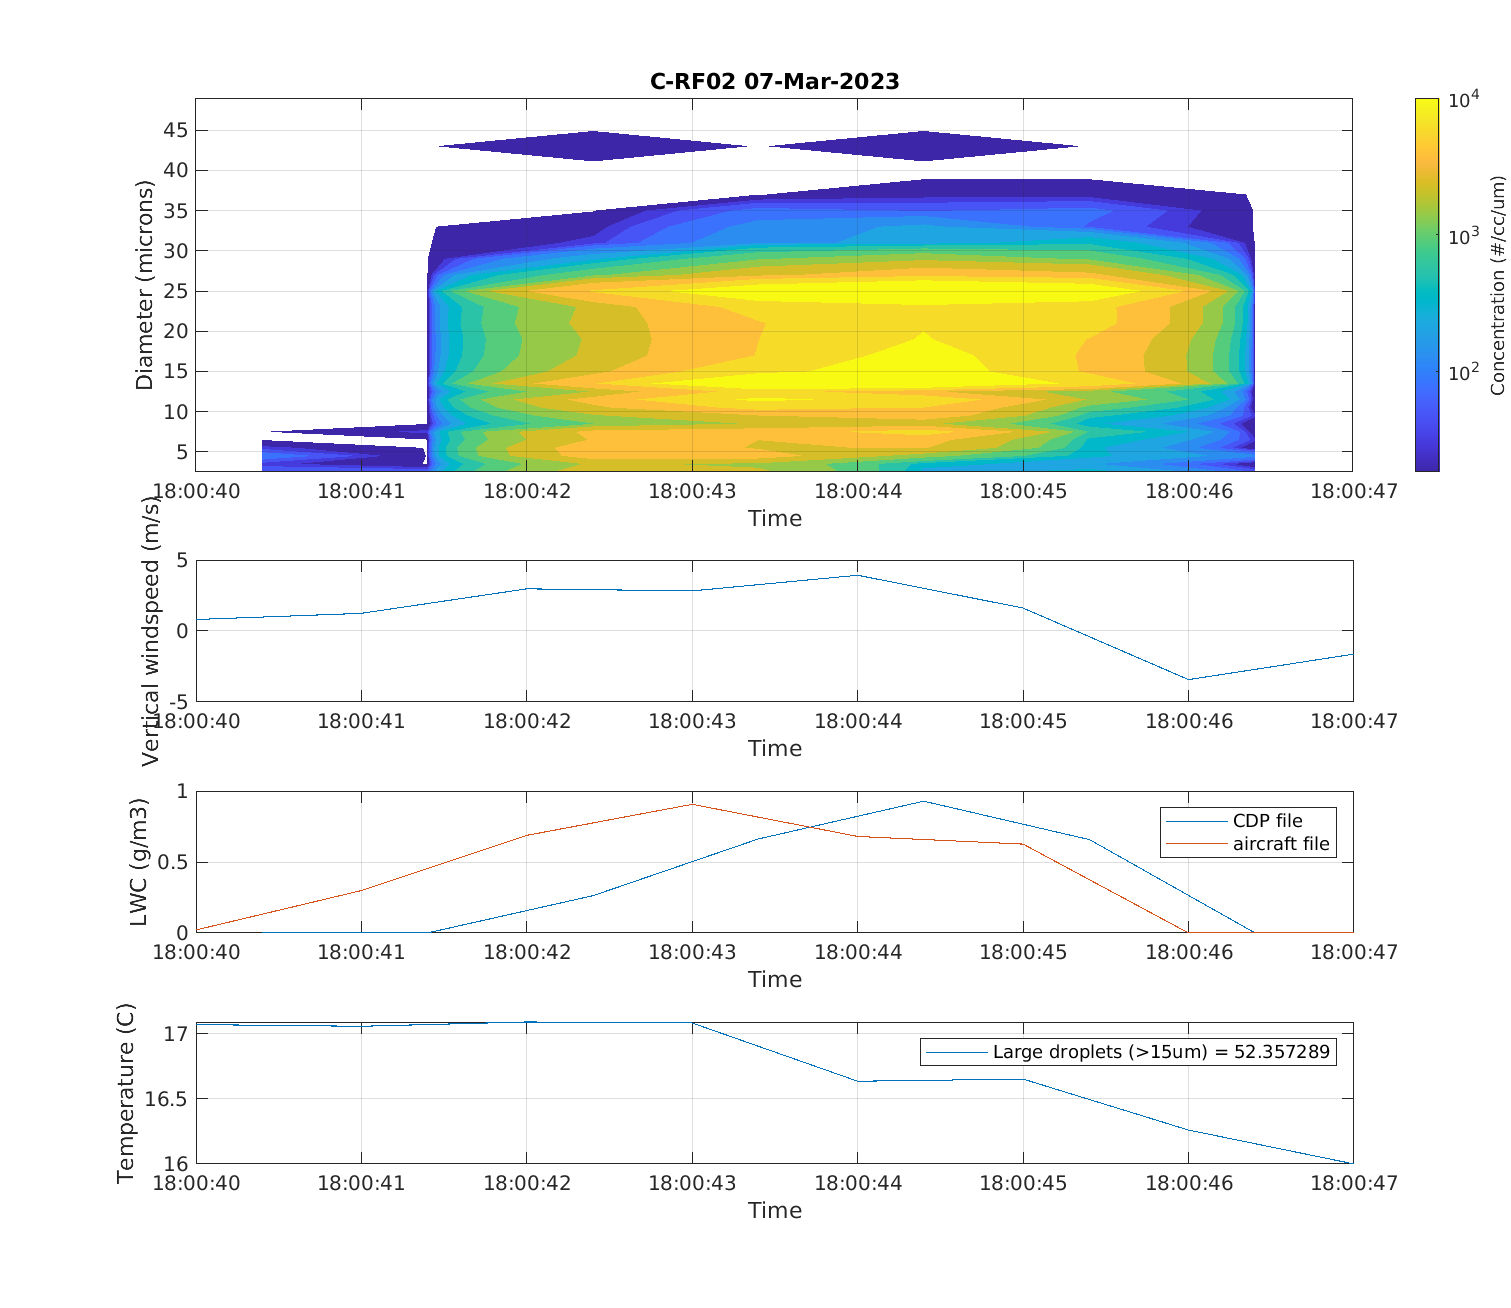 C-RF02 07-Mar-2023
Diameter (microns)
45
40
35
30
25
20
15
10
5
18:00:40 18:00:41 18:00:42 18:00:43 18:00:44 18:00:45 18:00:46 18:00:47
Time
10^4
10^3
10^2
Concentration (#/cc/um)
Vertical windspeed (m/s)
5
0
-5
18:00:40 18:00:41 18:00:42 18:00:43 18:00:44 18:00:45 18:00:46 18:00:47
Time
LWC (g/m3)
1
0.5
0
CDP file
aircraft file
18:00:40 18:00:41 18:00:42 18:00:43 18:00:44 18:00:45 18:00:46 18:00:47
Time
Temperature (C)
17
16.5
16
Large droplets (>15um) = 52.357289
18:00:40 18:00:41 18:00:42 18:00:43 18:00:44 18:00:45 18:00:46 18:00:47
Time